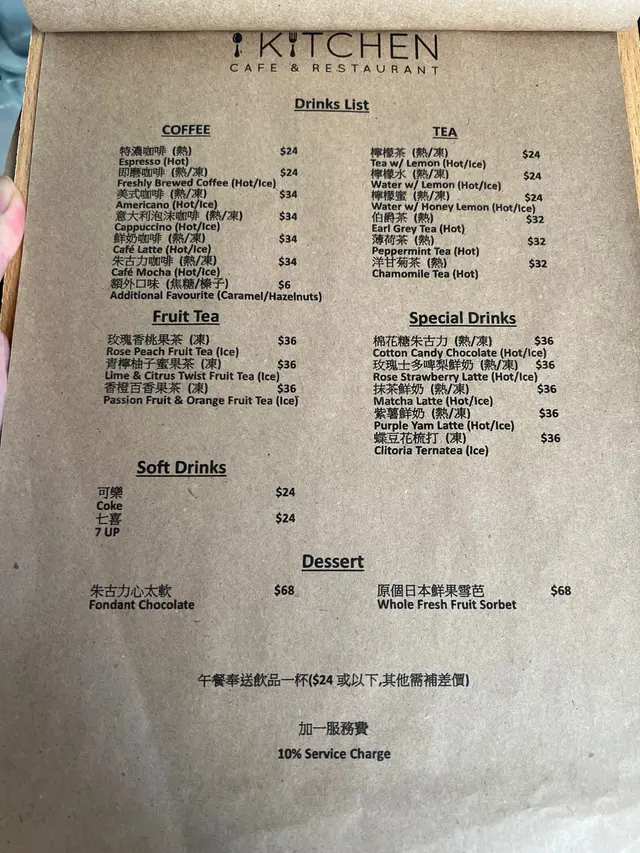 KITCHEN
CAFE & RESTAURANT
Drinks List
COFFEE
特濃咖啡 (熱) $24
Espresso (Hot)
即磨咖啡 (熱/凍) $24
Freshly Brewed Coffee (Hot/Ice)
美式咖啡 (熱/凍) $34
Americano (Hot/Ice)
意大利泡沫咖啡 (熱/凍) $34
Cappuccino (Hot/Ice)
鮮奶咖啡 (熱/凍) $34
Café Latte (Hot/Ice)
朱古力咖啡 (熱/凍) $34
Café Mocha (Hot/Ice)
額外口味 (焦糖/榛子) $6
Additional Favourite (Caramel/Hazelnuts)
TEA
檸檬茶 (熱/凍) $24
Tea w/ Lemon (Hot/Ice)
檸檬水 (熱/凍) $24
Water w/ Lemon (Hot/Ice)
檸檬蜜 (熱/凍) $24
Water w/ Honey Lemon (Hot/Ice)
伯爵茶 (熱) $32
Earl Grey Tea (Hot)
薄荷茶 (熱) $32
Peppermint Tea (Hot)
洋甘菊茶 (熱) $32
Chamomile Tea (Hot)
Fruit Tea
玫瑰香桃果茶 (凍) $36
Rose Peach Fruit Tea (Ice)
青檸柚子蜜果茶 (凍) $36
Lime & Citrus Twist Fruit Tea (Ice)
香橙百香果茶 (凍) $36
Passion Fruit & Orange Fruit Tea (Ice)
Special Drinks
棉花糖朱古力 (熱/凍) $36
Cotton Candy Chocolate (Hot/Ice)
玫瑰士多啤梨鮮奶 (熱/凍) $36
Rose Strawberry Latte (Hot/Ice)
抹茶鮮奶 (熱/凍) $36
Matcha Latte (Hot/Ice)
紫薯鮮奶 (熱/凍) $36
Purple Yam Latte (Hot/Ice)
蝶豆花梳打 (凍) $36
Clitoria Ternatea (Ice)
Soft Drinks
可樂 $24
Coke
七喜 $24
7 UP
Dessert
朱古力心太軟 $68
Fondant Chocolate
原個日本鮮果雪芭 $68
Whole Fresh Fruit Sorbet
午餐奉送飲品一杯($24 或以下,其他需補差價)
加一服務費
10% Service Charge